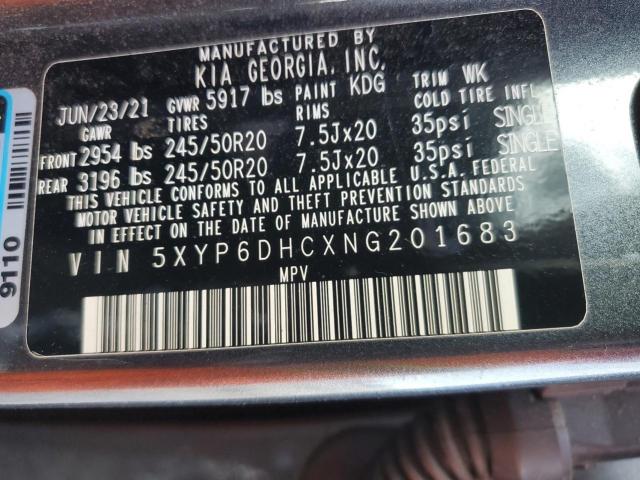 MANUFACTURED BY
KIA GEORGIA, INC.
JUN/23/21 GVWR 5917 lbs PAINT KDG TRIM WK
GAWR TIRES RIMS COLD TIRE INFL
FRONT 2954 lbs 245/50R20 7.5Jx20 35psi SINGLE
REAR 3196 lbs 245/50R20 7.5Jx20 35psi SINGLE
THIS VEHICLE CONFORMS TO ALL APPLICABLE U.S.A. FEDERAL
MOTOR VEHICLE SAFETY AND THEFT PREVENTION STANDARDS
IN EFFECT ON THE DATE OF MANUFACTURE SHOWN ABOVE
VIN 5XYP6DHCXNG201683
MPV
9110